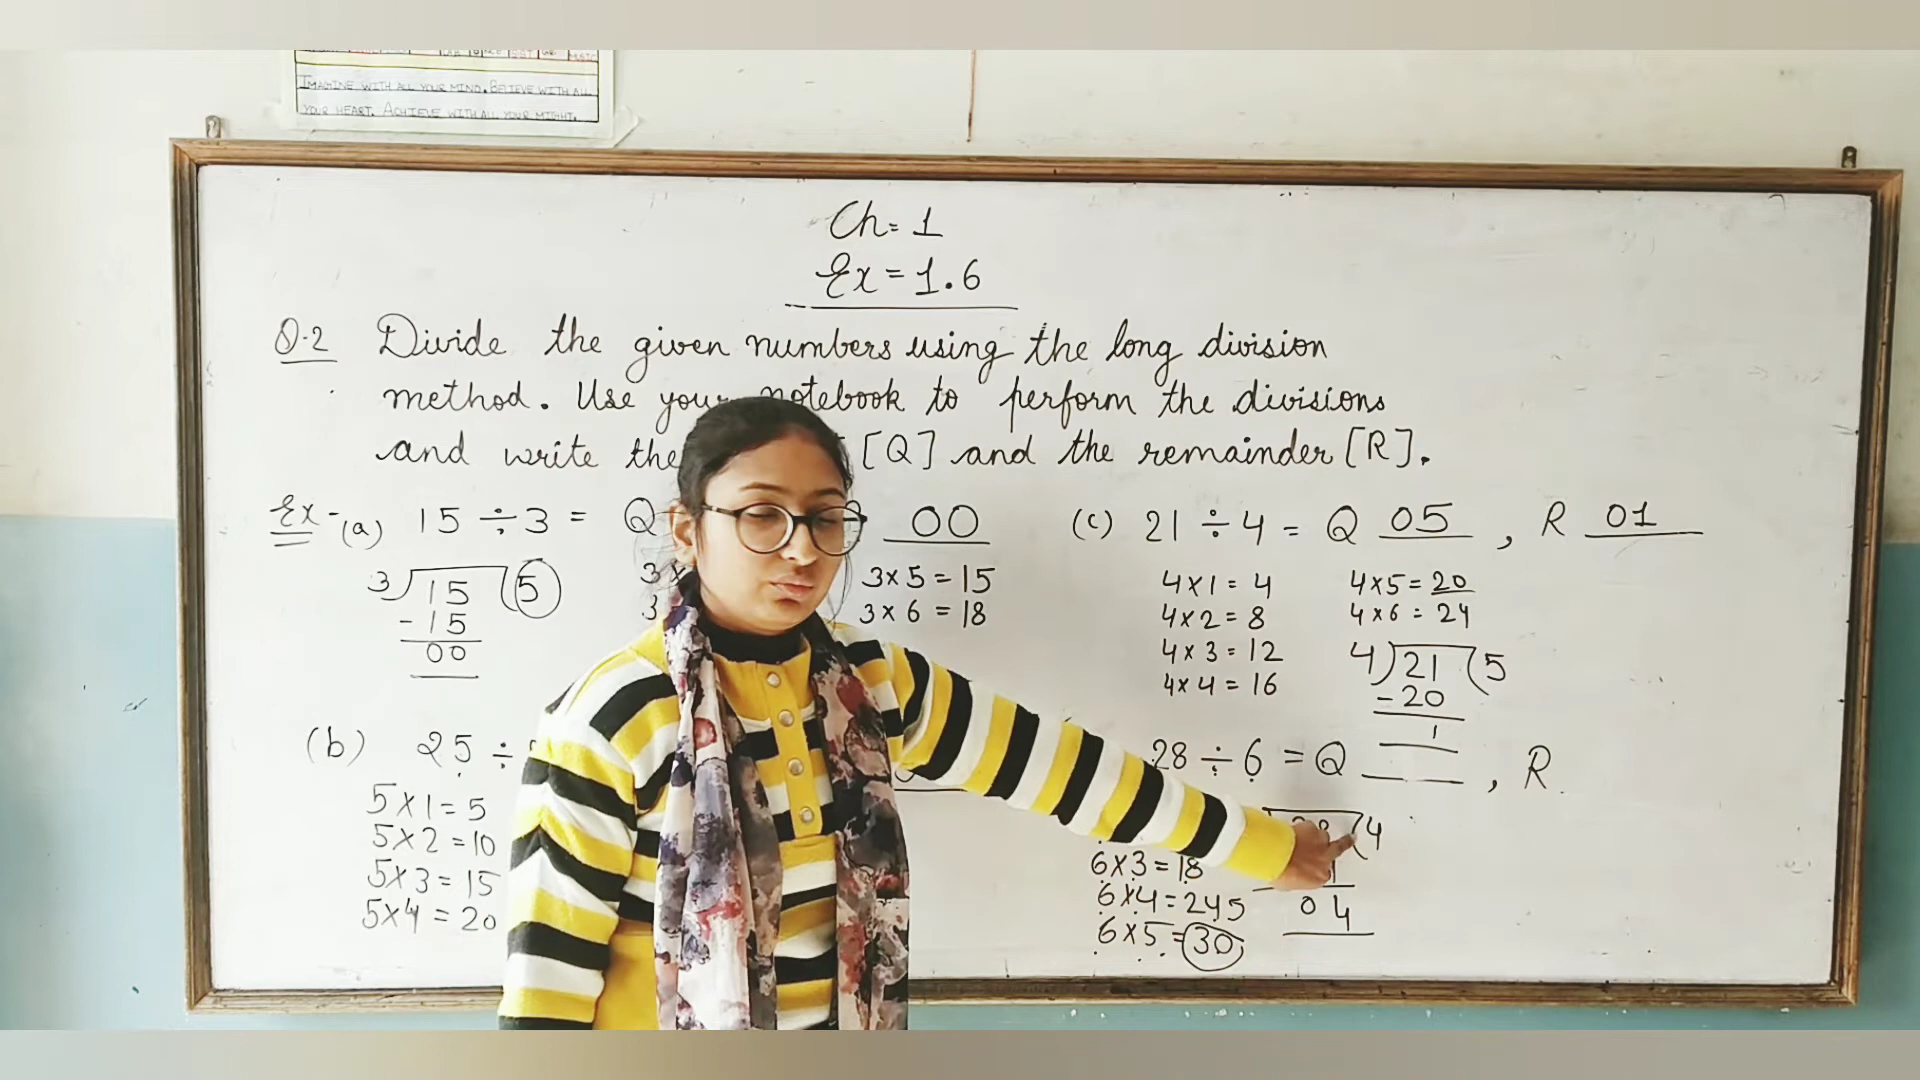 IMAGINE WITH ALL YOUR MIND. BELIEVE WITH ALL
YOUR HEART. ACHIEVE WITH ALL YOUR MIGHT.
Ch = 1
Ex = 1.6
Q.2 Divide the given numbers using the long division
method. Use your notebook to perform the divisions
and write the [Q] and the remainder [R].
Ex - (a) 15 ÷ 3 = Q 00
3 15 5
- 15
00
3 × 5 = 15
3 × 6 = 18
(b) 25 ÷
5 × 1 = 5
5 × 2 = 10
5 × 3 = 15
5 × 4 = 20
(c) 21 ÷ 4 = Q 05 , R 01
4 × 1 = 4 4 × 5 = 20
4 × 2 = 8 4 × 6 = 24
4 × 3 = 12
4 × 4 = 16
4 21 5
- 20
1
28 ÷ 6 = Q , R
4
6 × 3 = 18
6 × 4 = 245
6 × 5 = 30
04